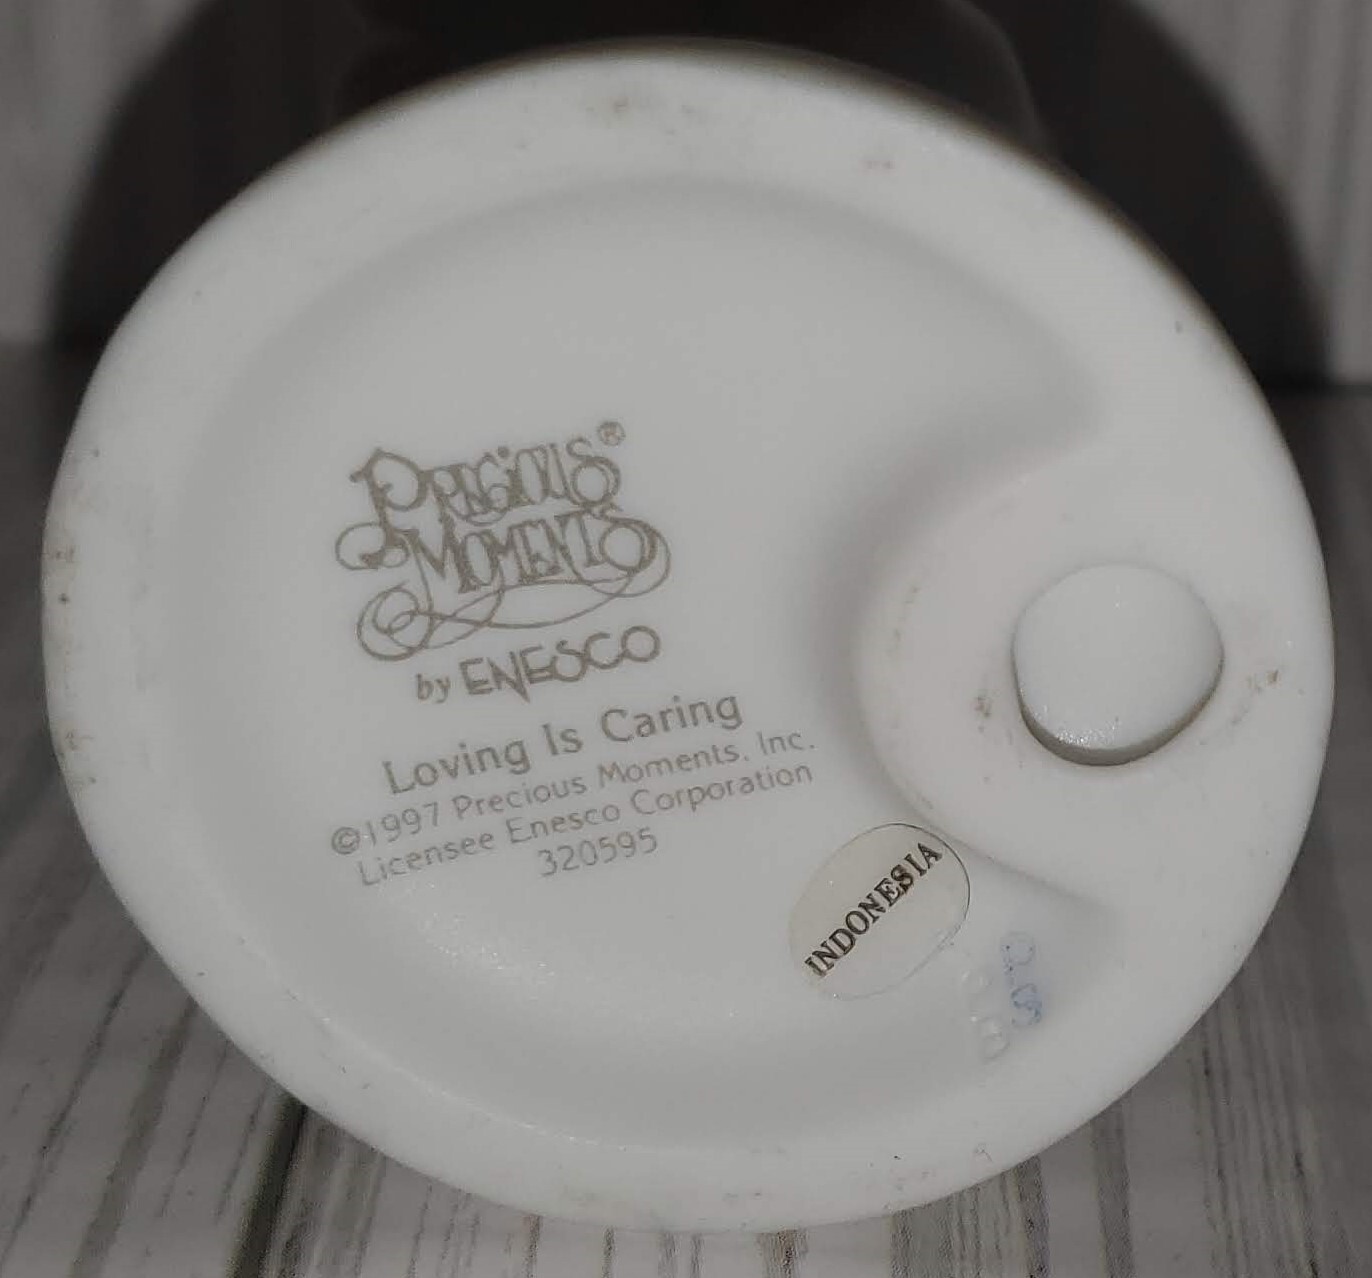 PRECIOUS®
MOMENTS
by ENESCO
Loving Is Caring
©1997 Precious Moments, Inc.
Licensee Enesco Corporation
320595
INDONESIA